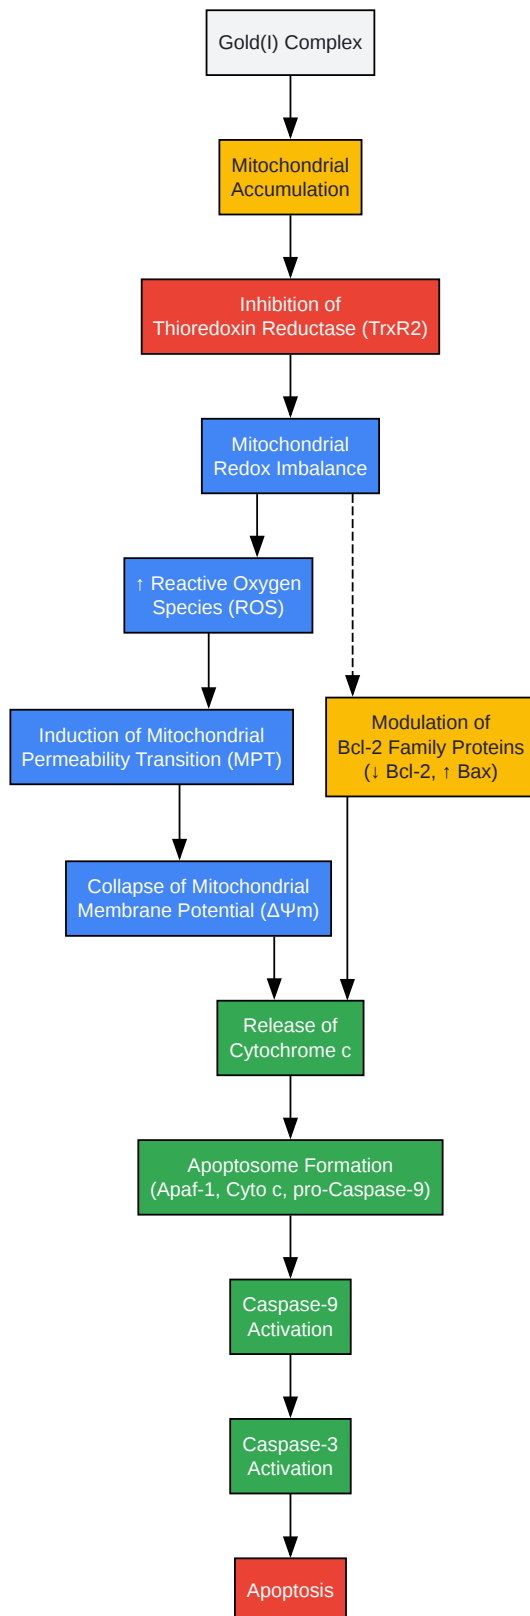 Gold(I) Complex
Mitochondrial
Accumulation
Inhibition of
Thioredoxin Reductase (TrxR2)
Mitochondrial
Redox Imbalance
↑ Reactive Oxygen
Species (ROS)
Induction of Mitochondrial
Permeability Transition (MPT)
Modulation of
Bcl-2 Family Proteins
(↓ Bcl-2, ↑ Bax)
Collapse of Mitochondrial
Membrane Potential (ΔΨm)
Release of
Cytochrome c
Apoptosome Formation
(Apaf-1, Cyto c, pro-Caspase-9)
Caspase-9
Activation
Caspase-3
Activation
Apoptosis